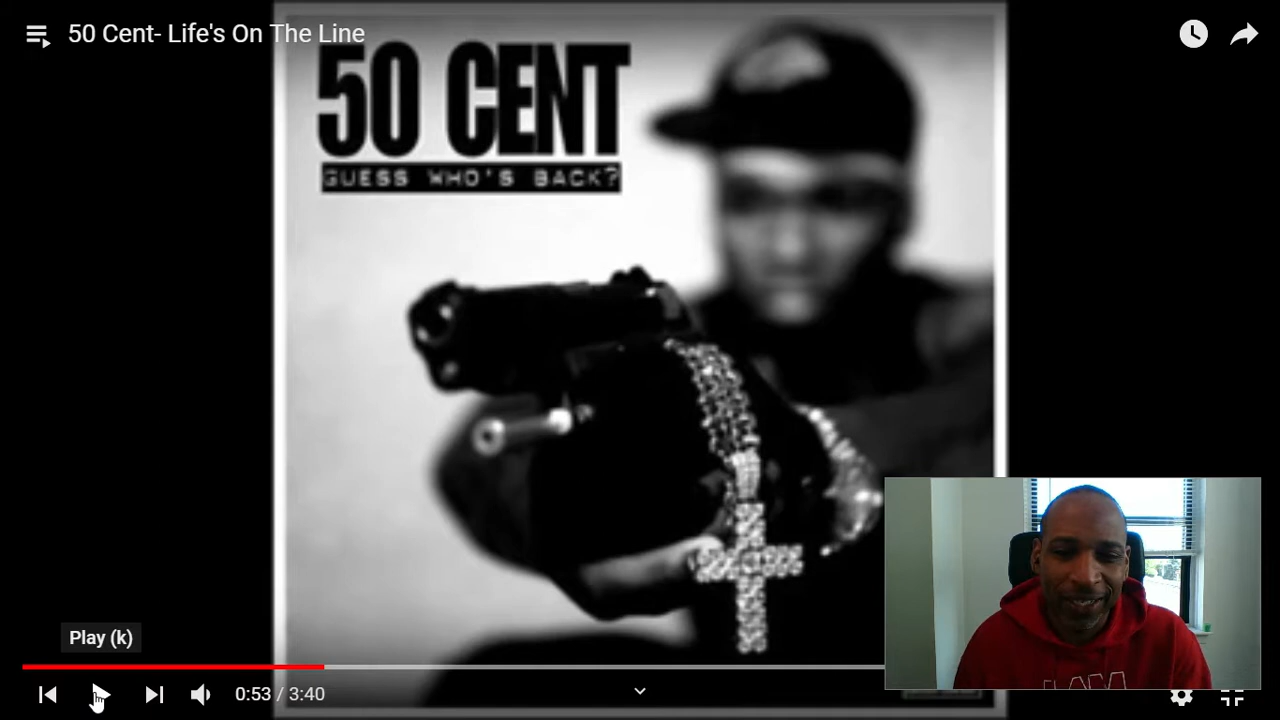 50 Cent- Life's On The Line
50 CENT
GUESS WHO'S BACK?
Play (k)
0:53 / 3:40